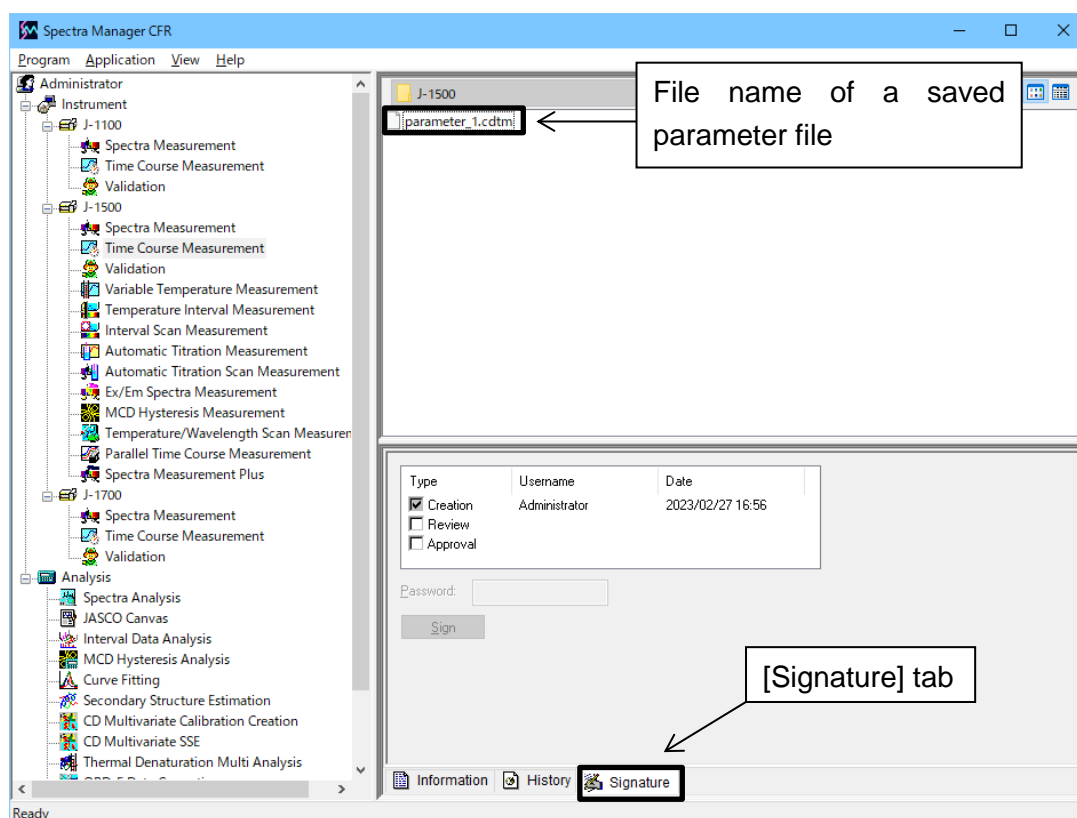 Spectra Manager CFR
Program Application View Help
Administrator
Instrument
J-1100
Spectra Measurement
Time Course Measurement
Validation
J-1500
Spectra Measurement
Time Course Measurement
Validation
Variable Temperature Measurement
Temperature Interval Measurement
Interval Scan Measurement
Automatic Titration Measurement
Automatic Titration Scan Measurement
Ex/Em Spectra Measurement
MCD Hysteresis Measurement
Temperature/Wavelength Scan Measuren
Parallel Time Course Measurement
Spectra Measurement Plus
J-1700
Spectra Measurement
Time Course Measurement
Validation
Analysis
Spectra Analysis
JASCO Canvas
Interval Data Analysis
MCD Hysteresis Analysis
Curve Fitting
Secondary Structure Estimation
CD Multivariate Calibration Creation
CD Multivariate SSE
Thermal Denaturation Multi Analysis
J-1500
parameter_1.cdtm
File name of a saved
parameter file
Type Username Date
Creation Administrator 2023/02/27 16:56
Review
Approval
Password:
Sign
[Signature] tab
Information History Signature
Ready